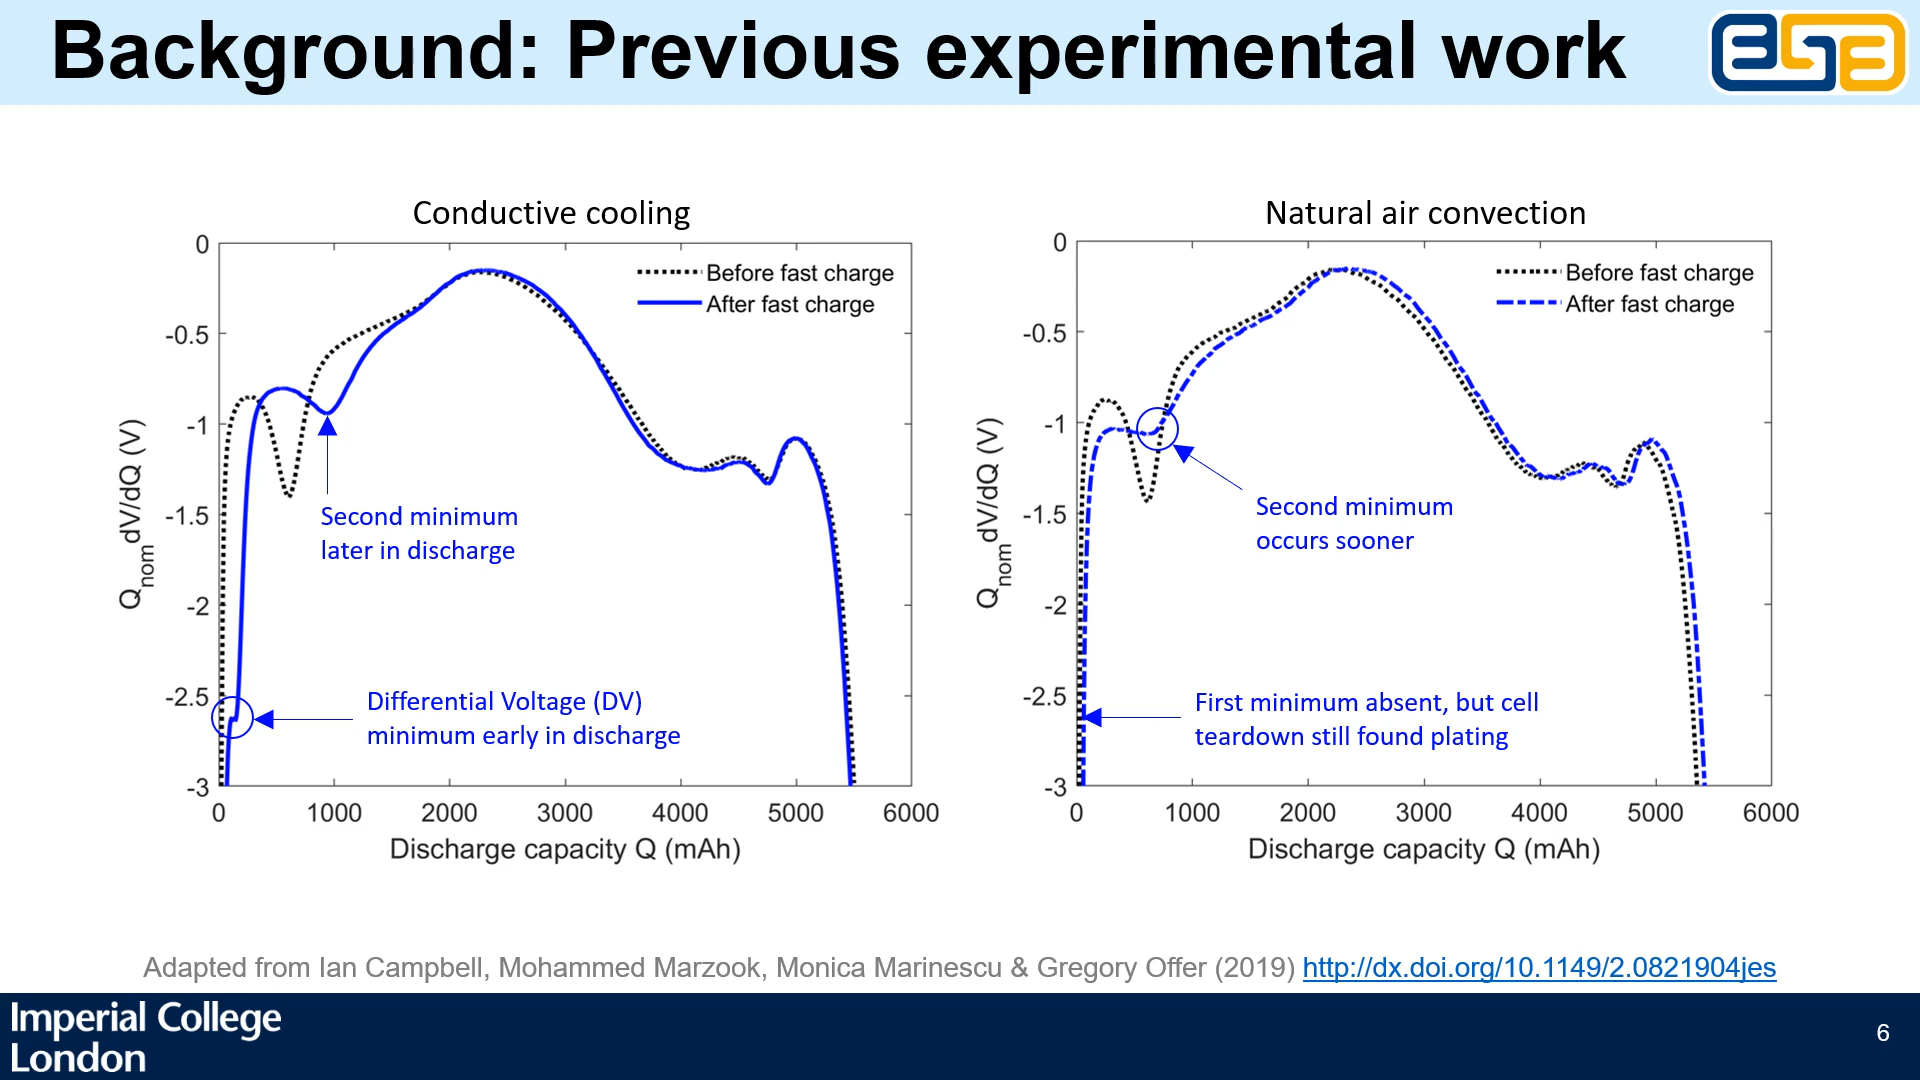 Background: Previous experimental work
Conductive cooling
0
-0.5
-1
-1.5
-2
-2.5
-3
0 1000 2000 3000 4000 5000 6000
Q_nom dV/dQ (V)
Discharge capacity Q (mAh)
Before fast charge
After fast charge
Second minimum
later in discharge
Differential Voltage (DV)
minimum early in discharge
Natural air convection
0
-0.5
-1
-1.5
-2
-2.5
-3
0 1000 2000 3000 4000 5000 6000
Q_nom dV/dQ (V)
Discharge capacity Q (mAh)
Before fast charge
After fast charge
Second minimum
occurs sooner
First minimum absent, but cell
teardown still found plating
Adapted from Ian Campbell, Mohammed Marzook, Monica Marinescu & Gregory Offer (2019) http://dx.doi.org/10.1149/2.0821904jes
Imperial College
London
6